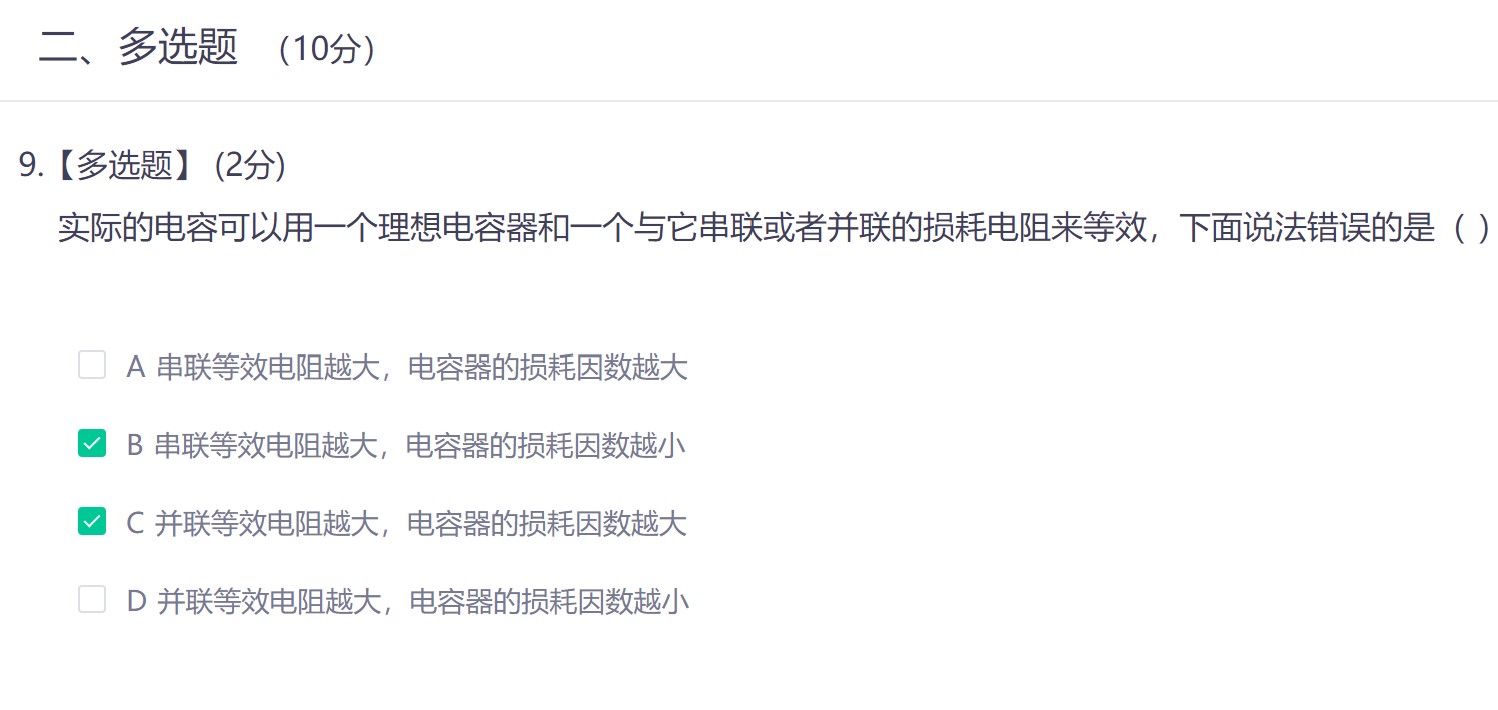 二、多选题 （10分）
9.【多选题】 (2分)
实际的电容可以用一个理想电容器和一个与它串联或者并联的损耗电阻来等效，下面说法错误的是（ ）
A 串联等效电阻越大，电容器的损耗因数越大
B 串联等效电阻越大，电容器的损耗因数越小
C 并联等效电阻越大，电容器的损耗因数越大
D 并联等效电阻越大，电容器的损耗因数越小